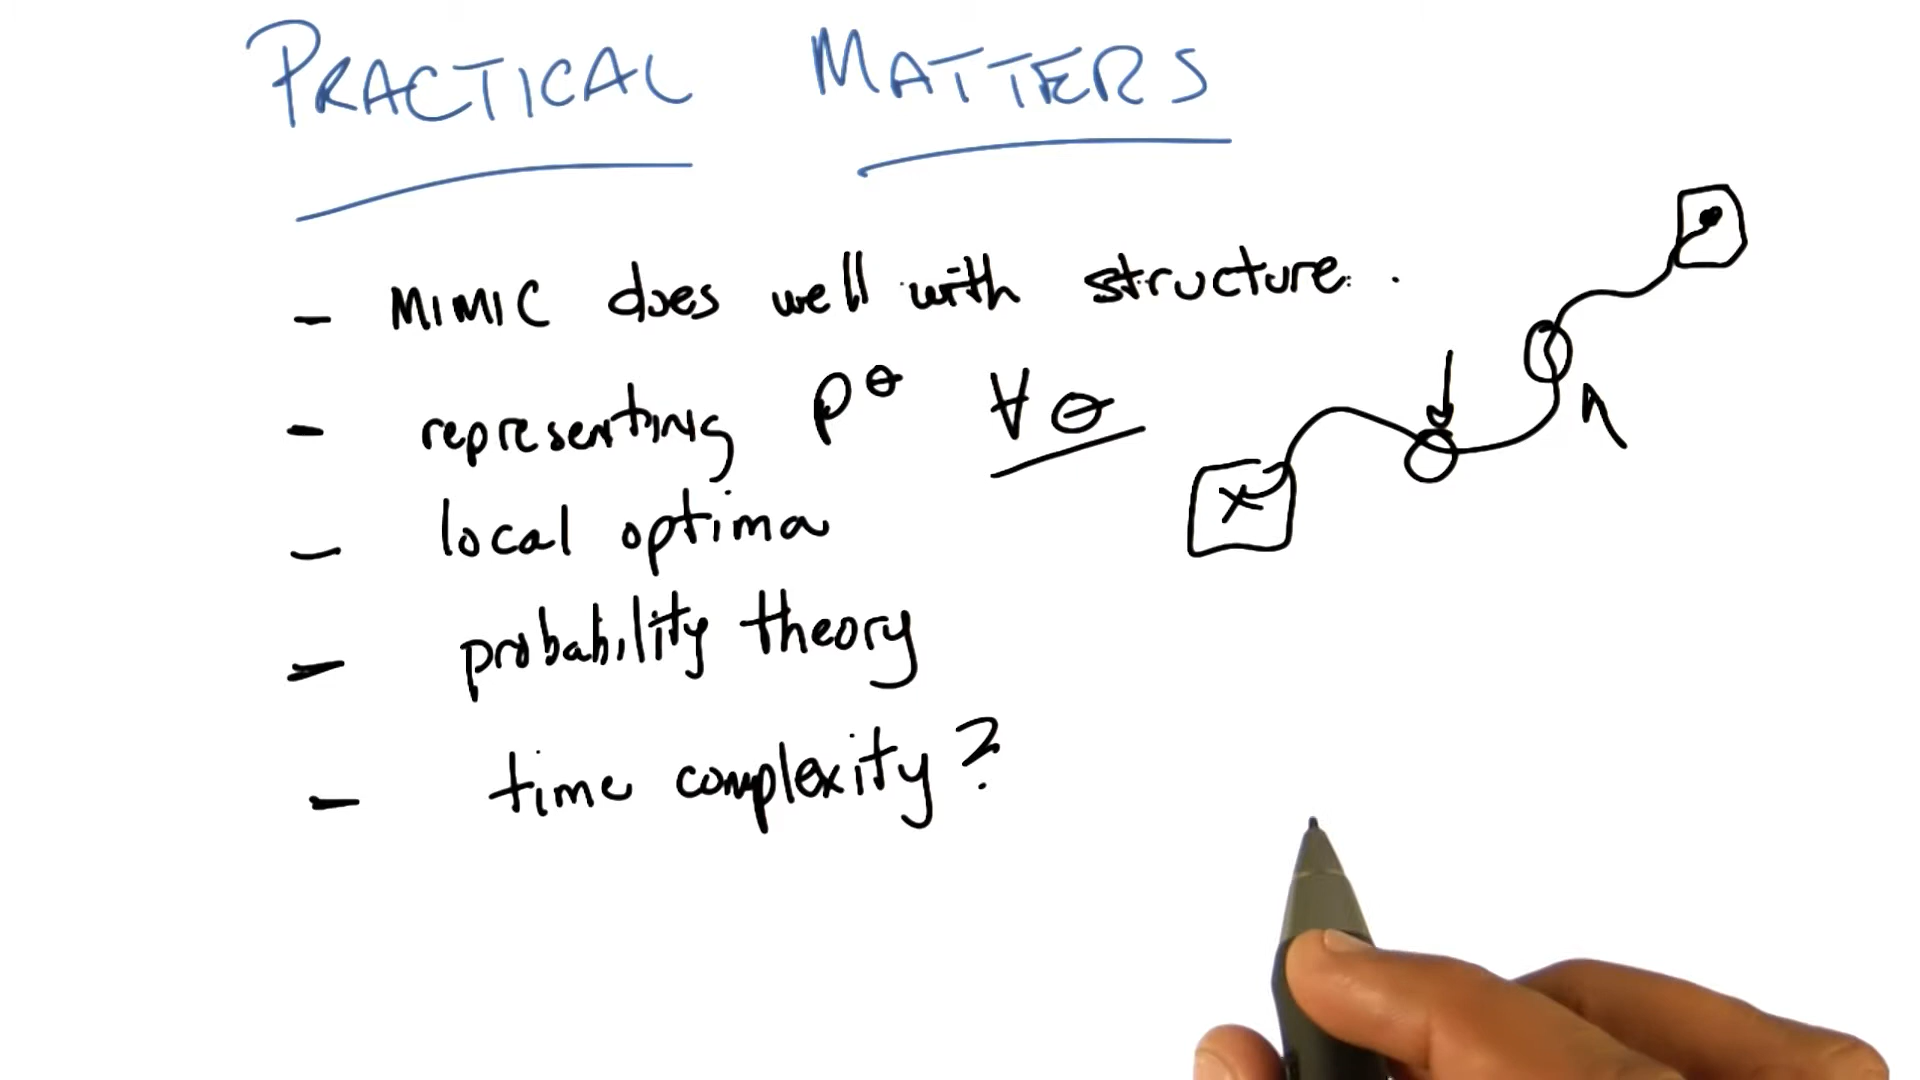 PRACTICAL MATTERS
- MIMIC does well with structure.
- representing P^θ ∀θ
- local optima
- probability theory
- time complexity?